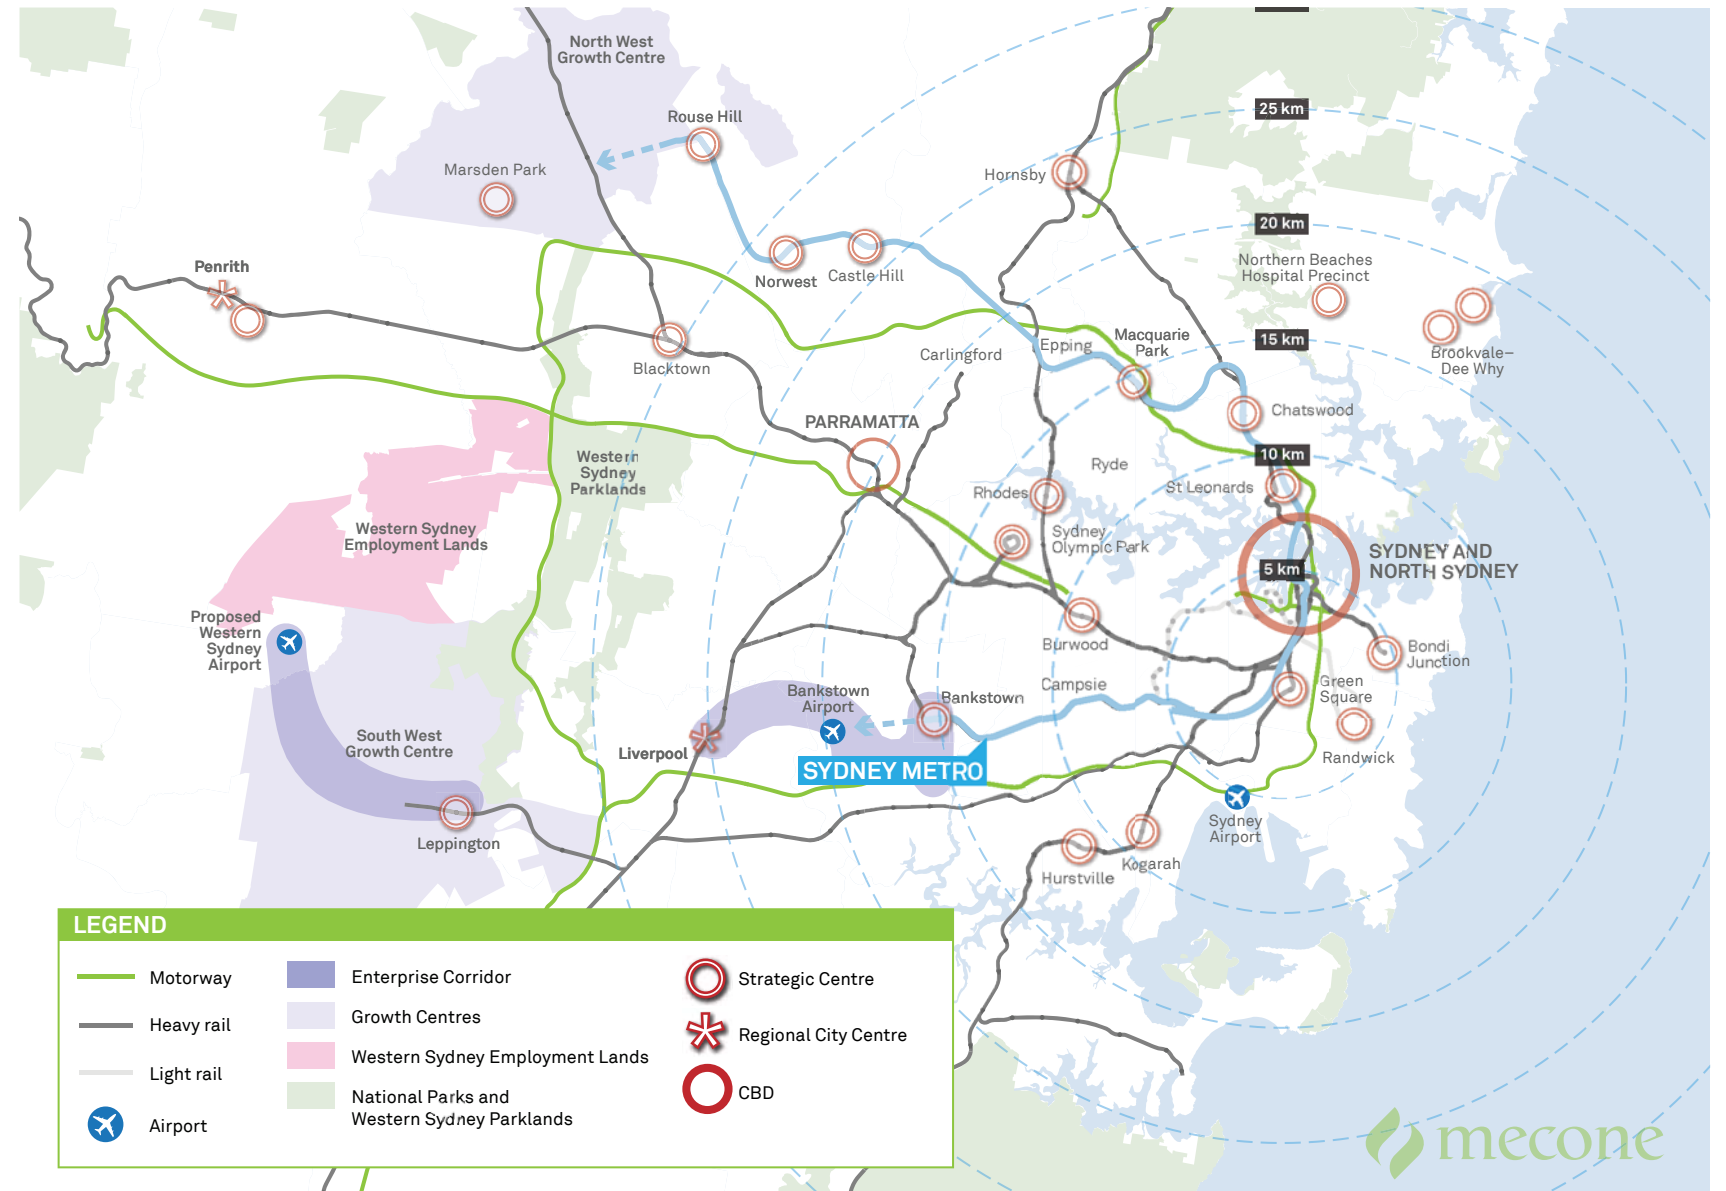 North West
Growth Centre
25 km
Rouse Hill
Marsden Park
Hornsby
20 km
Penrith
Norwest
Castle Hill
Northern Beaches
Hospital Precinct
Macquarie
Park
15 km
Epping
Carlingford
Blacktown
Brookvale–
Dee Why
PARRAMATTA
Chatswood
10 km
Western
Sydney
Parklands
Ryde
Rhodes
St Leonards
Western Sydney
Employment Lands
Sydney
Olympic Park
SYDNEY AND
NORTH SYDNEY
5 km
Proposed
Western
Sydney
Airport
Burwood
Bondi
Junction
Bankstown
Airport
Bankstown
Campsie
Green
Square
South West
Growth Centre
Liverpool
SYDNEY METRO
Randwick
Leppington
Sydney
Airport
Kogarah
Hurstville
LEGEND
Motorway
Heavy rail
Light rail
Airport
Enterprise Corridor
Growth Centres
Western Sydney Employment Lands
National Parks and
Western Sydney Parklands
Strategic Centre
Regional City Centre
CBD
mecone